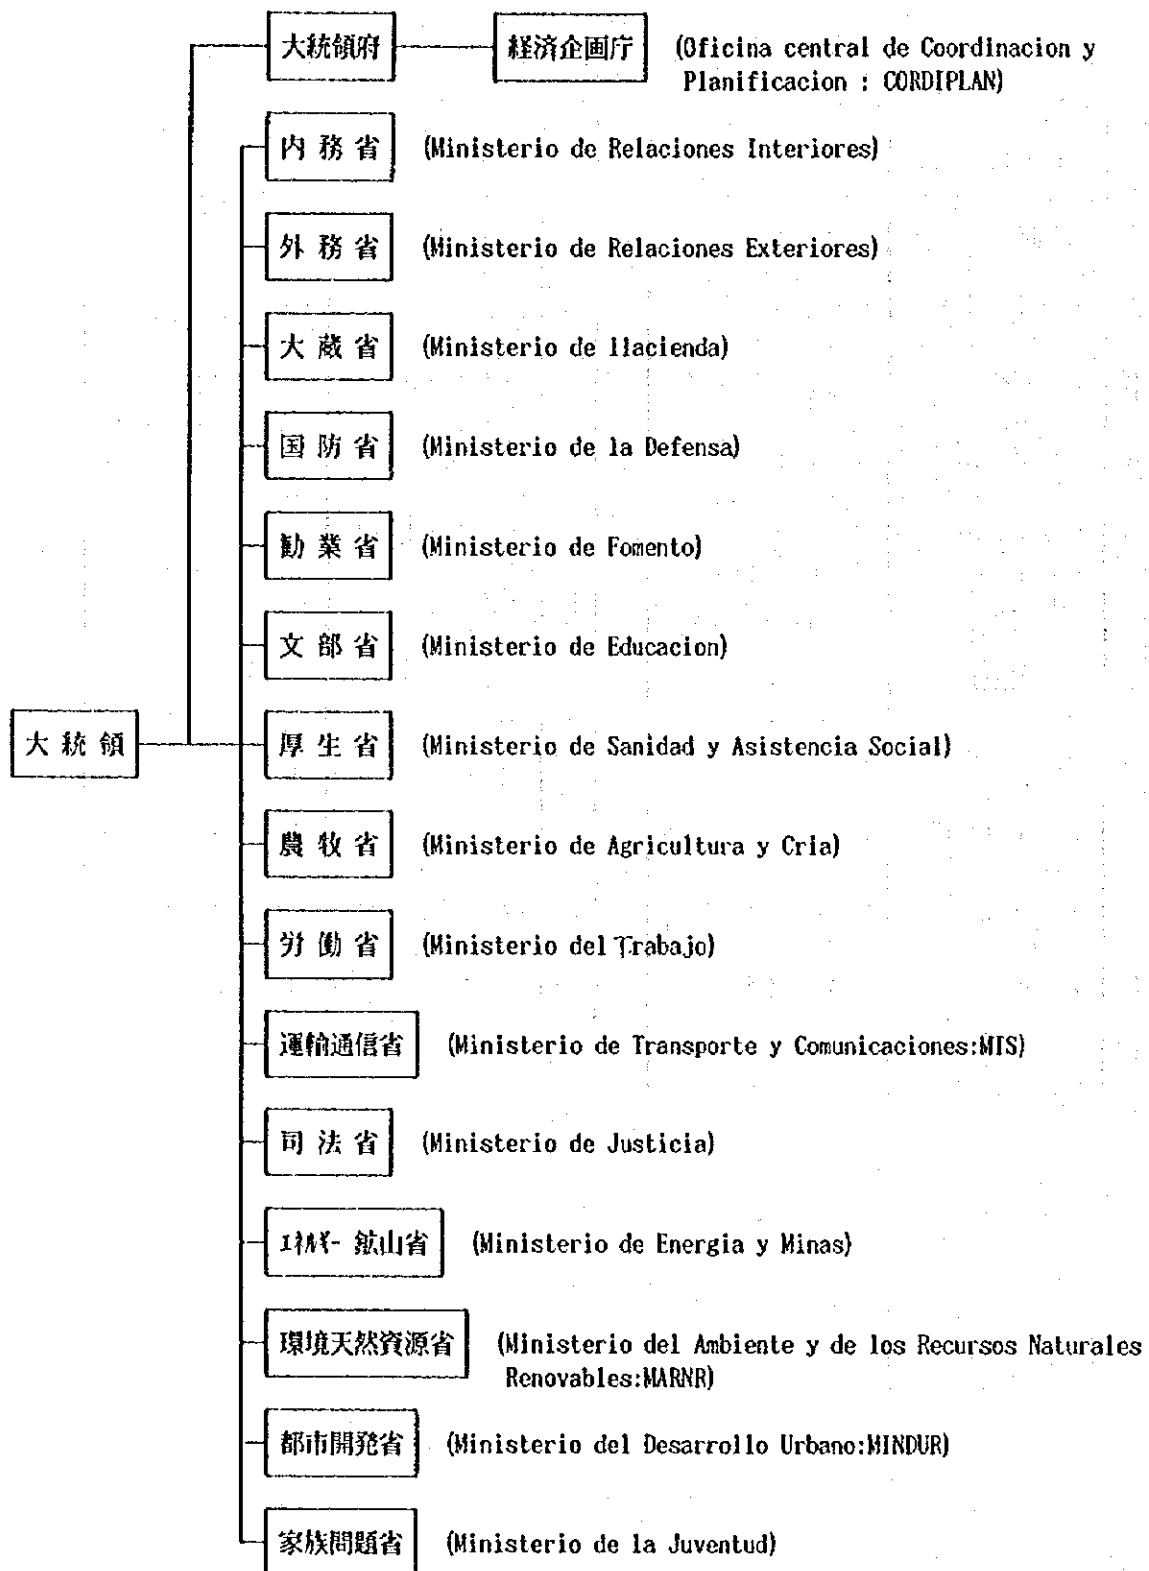 大統領府 経済企画庁 (Oficina central de Coordinacion y
Planificacion : CORDIPLAN)
内務省 (Ministerio de Relaciones Interiores)
外務省 (Ministerio de Relaciones Exteriores)
大蔵省 (Ministerio de Hacienda)
国防省 (Ministerio de la Defensa)
勧業省 (Ministerio de Fomento)
文部省 (Ministerio de Educacion)
大統領 厚生省 (Ministerio de Sanidad y Asistencia Social)
農牧省 (Ministerio de Agricultura y Cria)
労働省 (Ministerio del Trabajo)
運輸通信省 (Ministerio de Transporte y Comunicaciones:MTS)
司法省 (Ministerio de Justicia)
エネルギー鉱山省 (Ministerio de Energia y Minas)
環境天然資源省 (Ministerio del Ambiente y de los Recursos Naturales
Renovables:MARNR)
都市開発省 (Ministerio del Desarrollo Urbano:MINDUR)
家族問題省 (Ministerio de la Juventud)